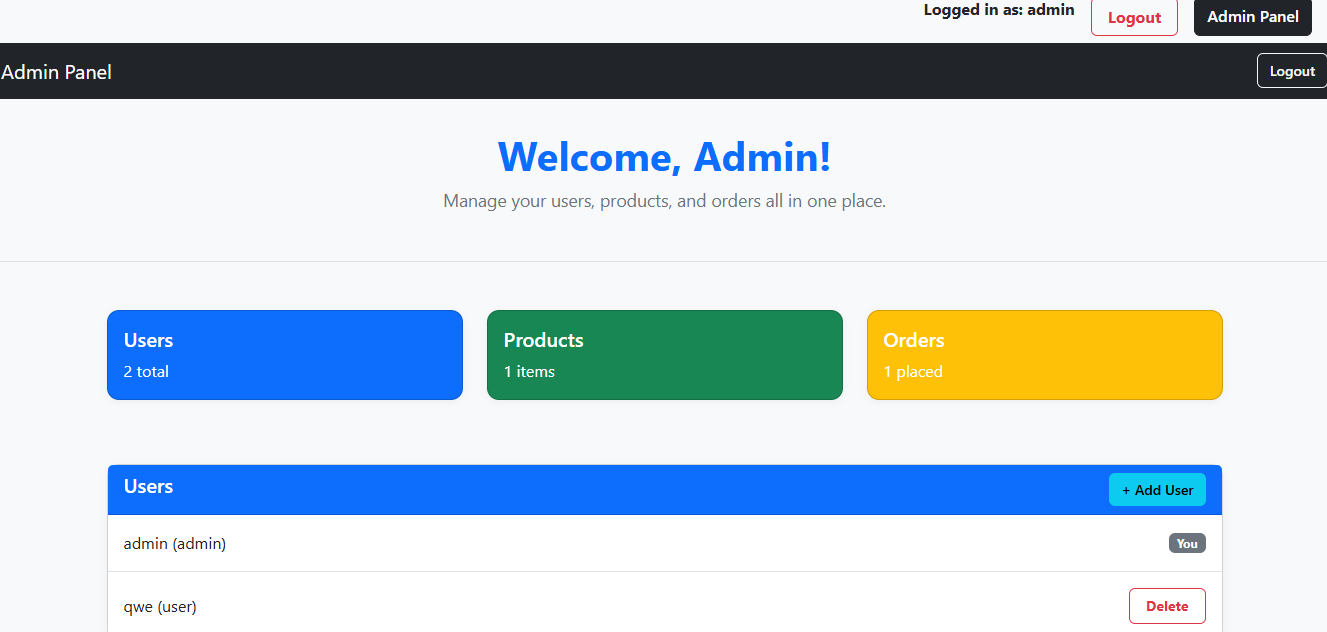 Logged in as: admin
Logout
Admin Panel
Admin Panel
Logout
Welcome, Admin!
Manage your users, products, and orders all in one place.
Users
2 total
Products
1 items
Orders
1 placed
Users
+ Add User
admin (admin)
You
qwe (user)
Delete